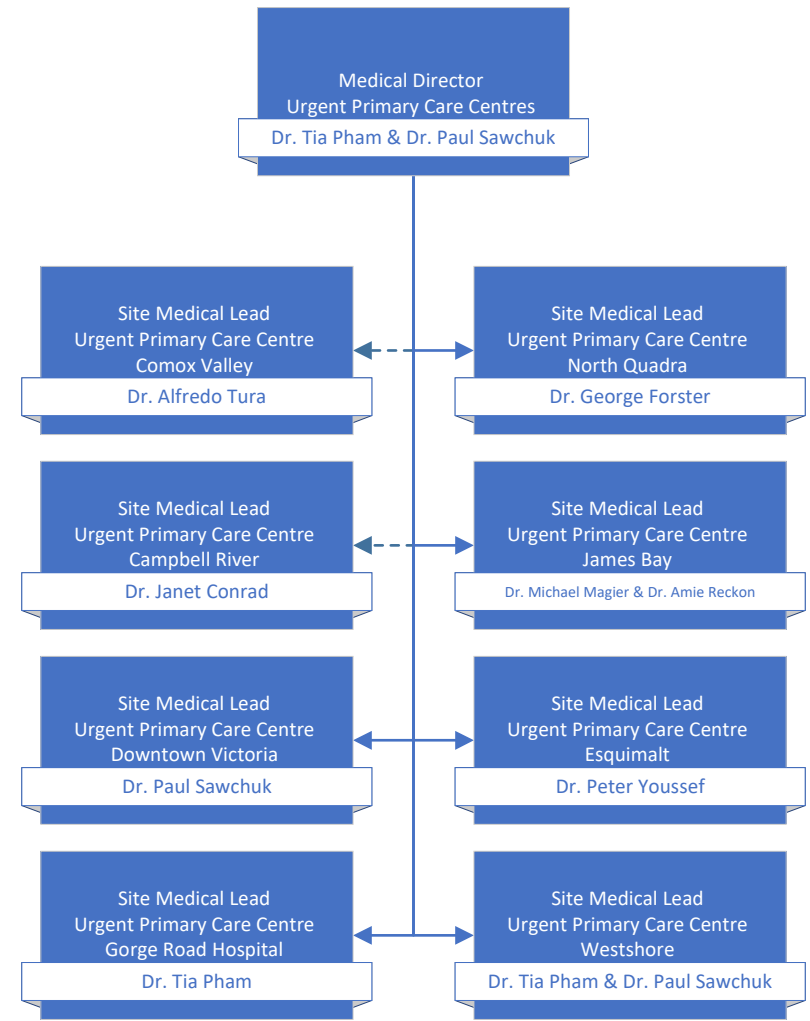 Medical Director
Urgent Primary Care Centres
Dr. Tia Pham & Dr. Paul Sawchuk
Site Medical Lead
Urgent Primary Care Centre
Comox Valley
Dr. Alfredo Tura
Site Medical Lead
Urgent Primary Care Centre
North Quadra
Dr. George Forster
Site Medical Lead
Urgent Primary Care Centre
Campbell River
Dr. Janet Conrad
Site Medical Lead
Urgent Primary Care Centre
James Bay
Dr. Michael Magier & Dr. Amie Reckon
Site Medical Lead
Urgent Primary Care Centre
Downtown Victoria
Dr. Paul Sawchuk
Site Medical Lead
Urgent Primary Care Centre
Esquimalt
Dr. Peter Youssef
Site Medical Lead
Urgent Primary Care Centre
Gorge Road Hospital
Dr. Tia Pham
Site Medical Lead
Urgent Primary Care Centre
Westshore
Dr. Tia Pham & Dr. Paul Sawchuk